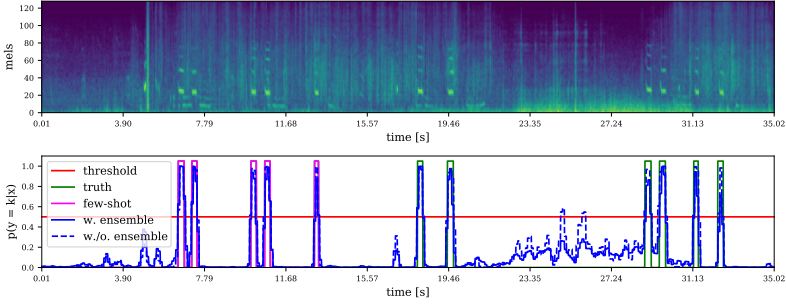 120
100
80
60
40
20
0
mels
0.01 3.90 7.79 11.68 15.57 19.46 23.35 27.24 31.13 35.02
time [s]
1.0
0.8
0.6
0.4
0.2
0.0
p(y = k|x)
threshold
truth
few-shot
w. ensemble
w./o. ensemble
0.01 3.90 7.79 11.68 15.57 19.46 23.35 27.24 31.13 35.02
time [s]